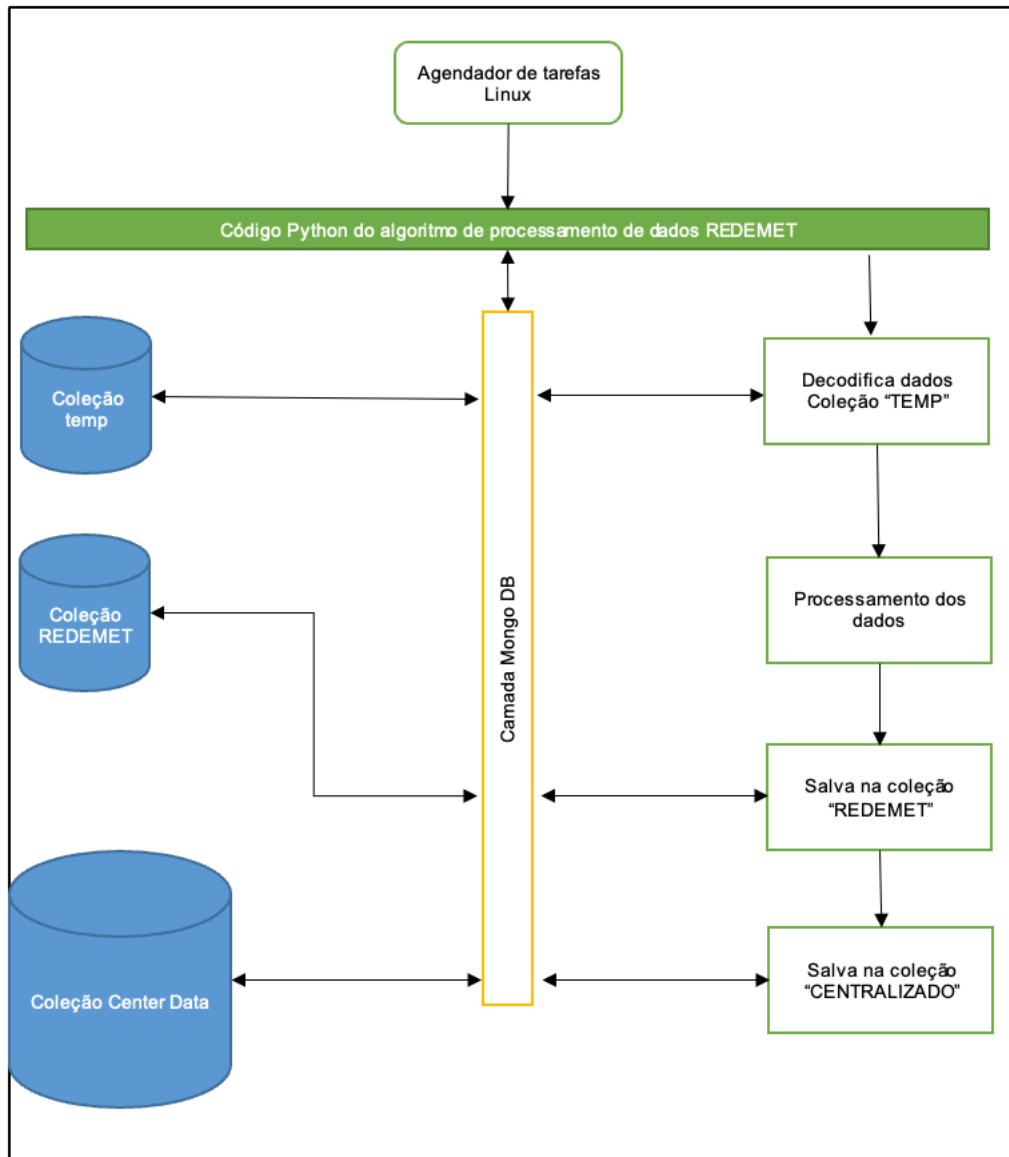 Agendador de tarefas
Linux
Código Python do algoritmo de processamento de dados REDEMET
Coleção
temp
Decodifica dados
Coleção “TEMP”
Camada Mongo DB
Coleção
REDEMET
Processamento dos
dados
Salva na coleção
“REDEMET”
Coleção Center Data
Salva na coleção
“CENTRALIZADO”